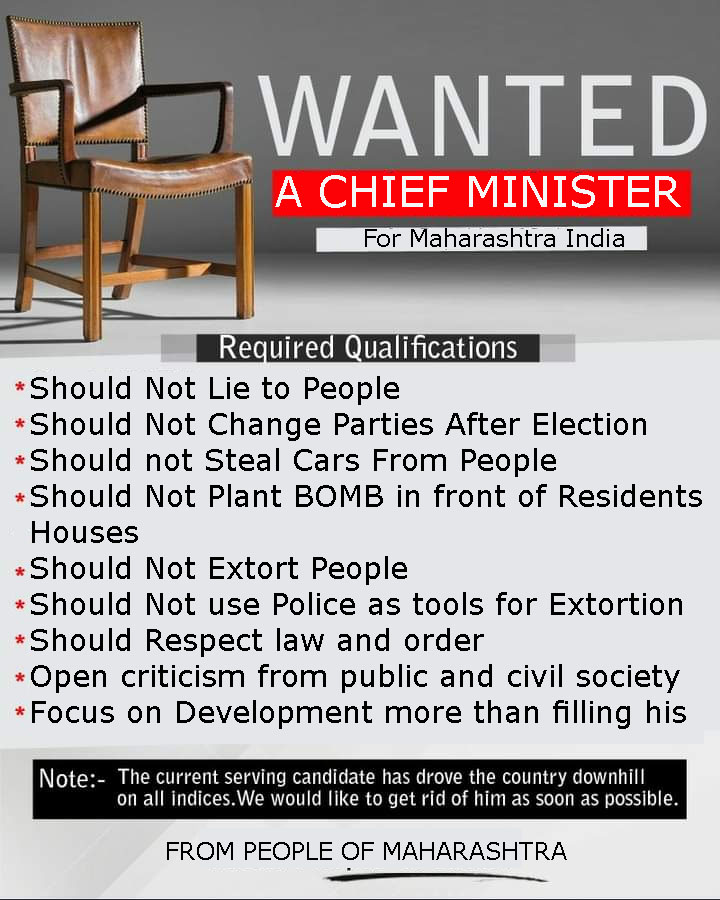 WANTED
A CHIEF MINISTER
For Maharashtra India
Required Qualifications
*Should Not Lie to People
*Should Not Change Parties After Election
*Should not Steal Cars From People
*Should Not Plant BOMB in front of Residents
Houses
*Should Not Extort People
*Should Not use Police as tools for Extortion
*Should Respect law and order
*Open criticism from public and civil society
*Focus on Development more than filling his
Note:- The current serving candidate has drove the country downhill
on all indices.We would like to get rid of him as soon as possible.
FROM PEOPLE OF MAHARASHTRA